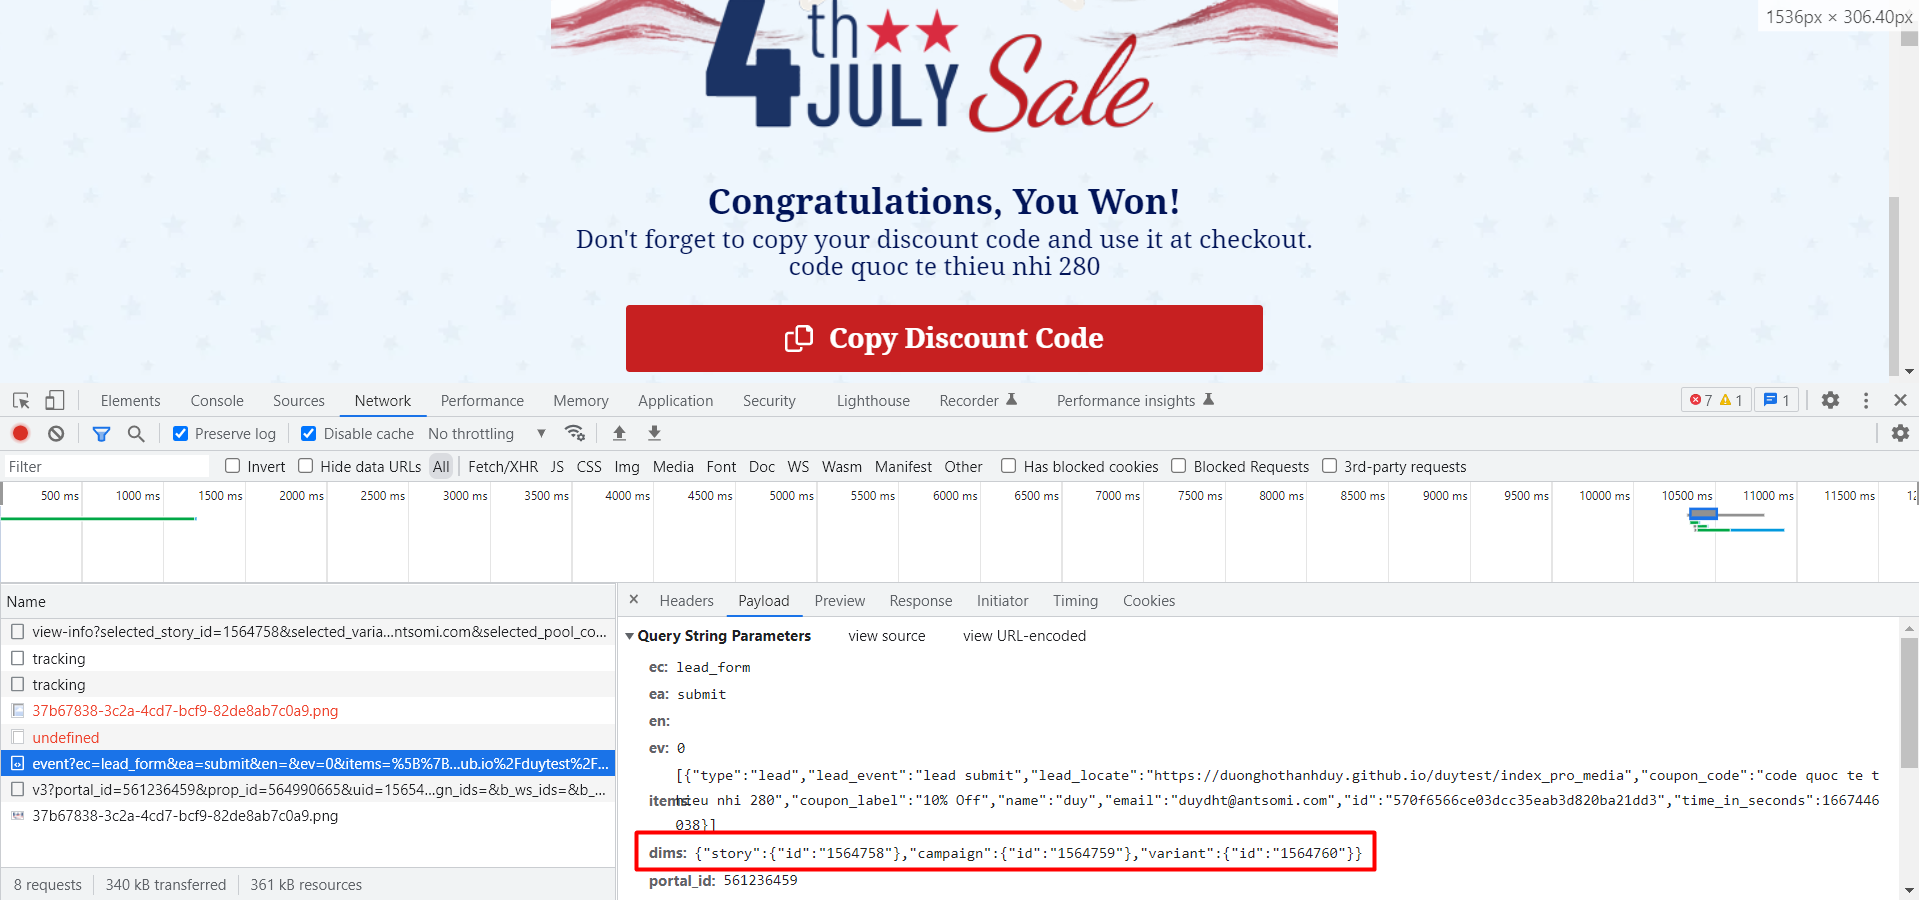 1536px × 306.40px
4th
JULY Sale
Congratulations, You Won!
Don't forget to copy your discount code and use it at checkout.
code quoc te thieu nhi 280
Copy Discount Code
Elements Console Sources Network Performance Memory Application Security Lighthouse Recorder Performance insights 7 1 1
Preserve log Disable cache No throttling
Filter Invert Hide data URLs All Fetch/XHR JS CSS Img Media Font Doc WS Wasm Manifest Other Has blocked cookies Blocked Requests 3rd-party requests
500 ms 1000 ms 1500 ms 2000 ms 2500 ms 3000 ms 3500 ms 4000 ms 4500 ms 5000 ms 5500 ms 6000 ms 6500 ms 7000 ms 7500 ms 8000 ms 8500 ms 9000 ms 9500 ms 10000 ms 10500 ms 11000 ms 11500 ms
Name
view-info?selected_story_id=1564758&selected_varia...ntsomi.com&selected_pool_co...
tracking
tracking
37b67838-3c2a-4cd7-bcf9-82de8ab7c0a9.png
undefined
event?ec=lead_form&ea=submit&en=&ev=0&items=%5B%7B...ub.io%2Fduytest%2F...
v3?portal_id=561236459&prop_id=564990665&uid=15654...gn_ids=&b_ws_ids=&b_...
37b67838-3c2a-4cd7-bcf9-82de8ab7c0a9.png
8 requests 340 kB transferred 361 kB resources
Headers Payload Preview Response Initiator Timing Cookies
Query String Parameters view source view URL-encoded
ec: lead_form
ea: submit
en:
ev: 0
[{"type":"lead","lead_event":"lead submit","lead_locate":"https://duonghothanhduy.github.io/duytest/index_pro_media","coupon_code":"code quoc te t
items: hieu nhi 280","coupon_label":"10% Off","name":"duy","email":"duydht@antsomi.com","id":"570f6566ce03dcc35eab3d820ba21dd3","time_in_seconds":1667446
038}]
dims: {"story":{"id":"1564758"},"campaign":{"id":"1564759"},"variant":{"id":"1564760"}}
portal_id: 561236459